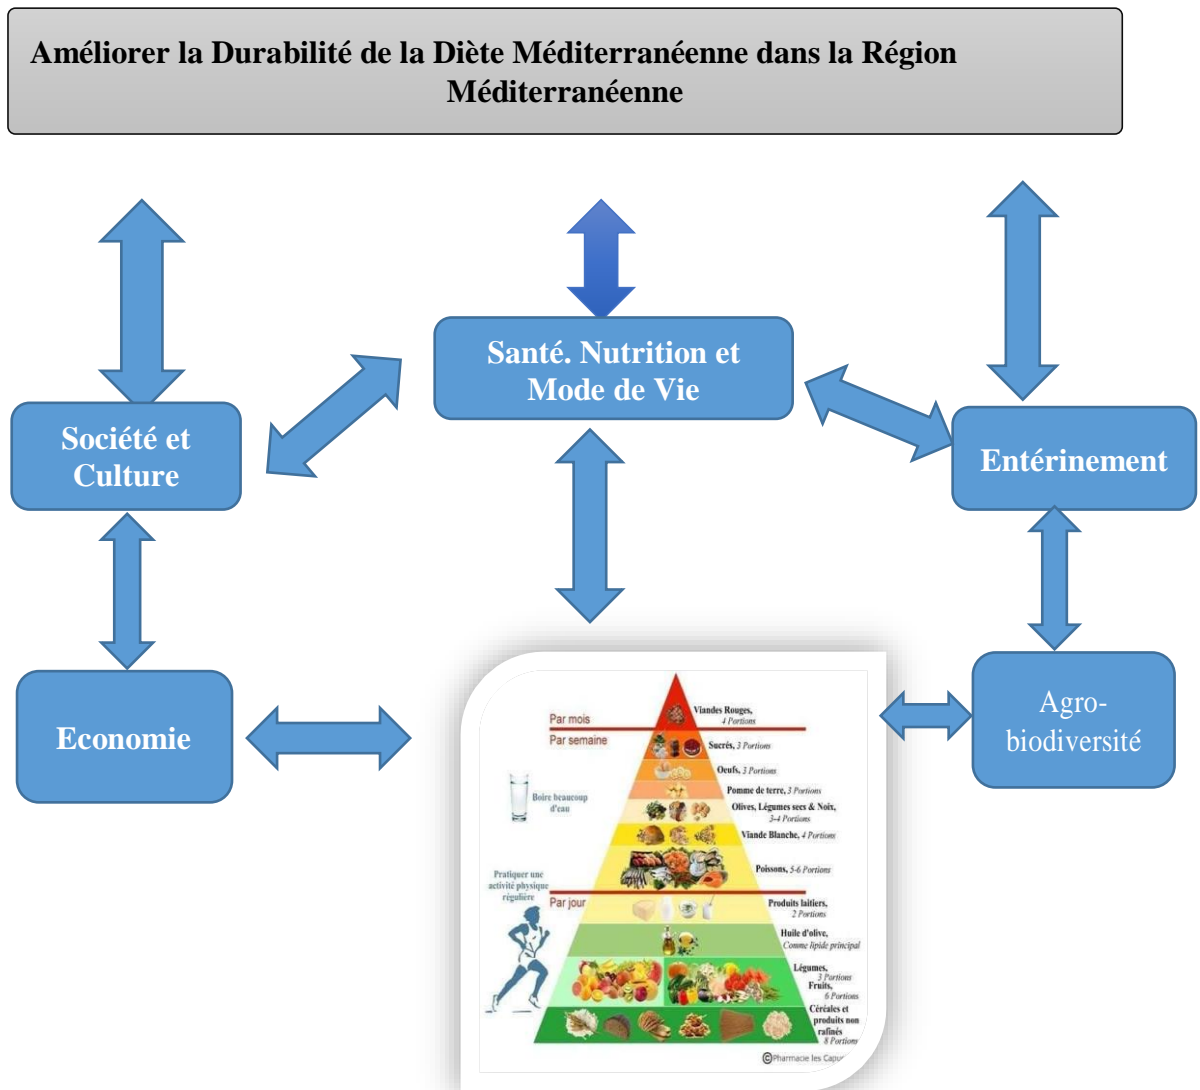 Améliorer la Durabilité de la Diète Méditerranéenne dans la Région
Méditerranéenne
Santé. Nutrition et
Mode de Vie
Société et
Culture
Entérinement
Economie
Agro-
biodiversité
Par mois
Viandes Rouges,
4 Portions
Par semaine
Sucrés, 3 Portions
Oeufs, 3 Portions
Pomme de terre, 3 Portions
Boire beaucoup
d'eau
Olives, Légumes secs & Noix,
3-4 Portions
Viande Blanche, 4 Portions
Poissons, 5-6 Portions
Pratiquer une
activité physique
régulière
Par jour
Produits laitiers,
2 Portions
Huile d'olive,
Comme lipide principal
Légumes,
3 Portions
Fruits,
6 Portions
Céréales et
produits non
rafinés
8 Portions
©Pharmacie les